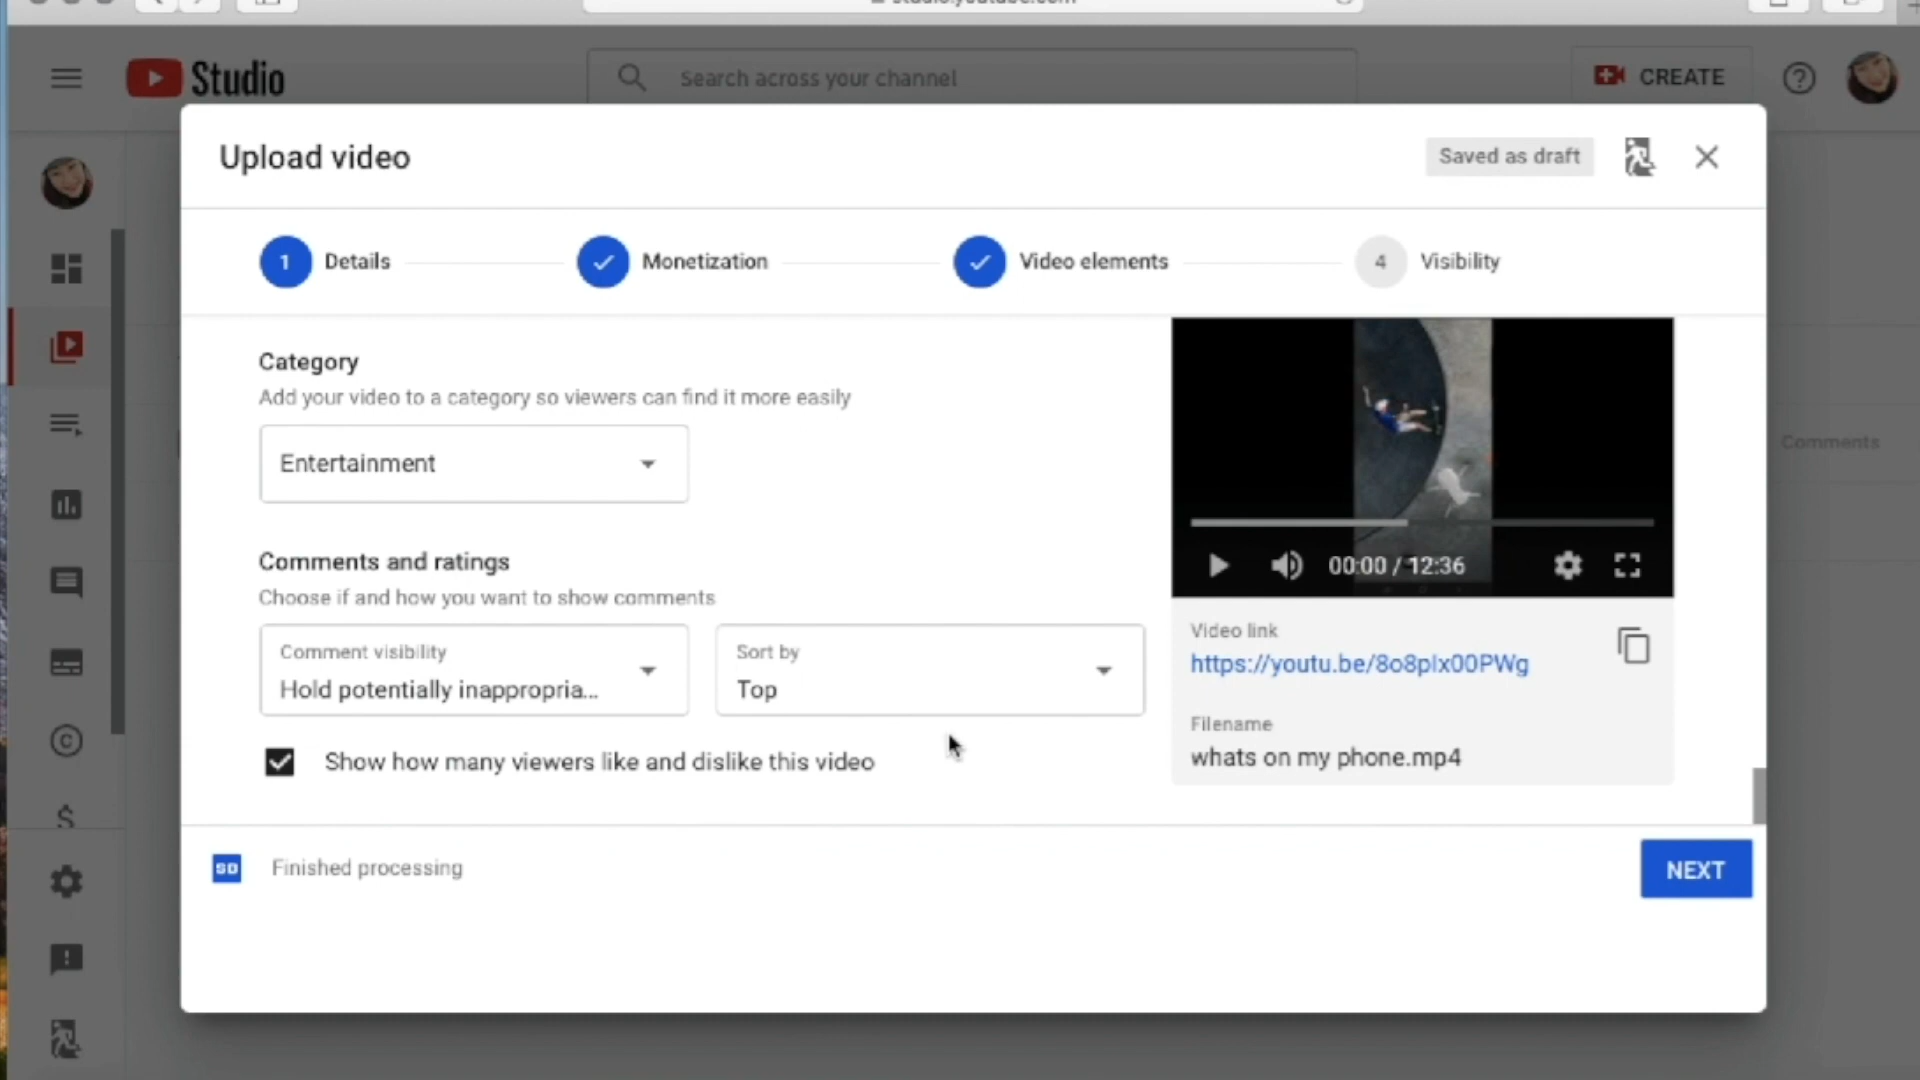 Studio
Search across your channel
CREATE
Upload video
Saved as draft
1 Details
Monetization
Video elements
4 Visibility
Category
Add your video to a category so viewers can find it more easily
Entertainment
Comments and ratings
Choose if and how you want to show comments
Comment visibility
Hold potentially inappropria...
Sort by
Top
Show how many viewers like and dislike this video
00:00 / 12:36
Video link
https://youtu.be/8o8pIx00PWg
Filename
whats on my phone.mp4
Comments
SD Finished processing
NEXT